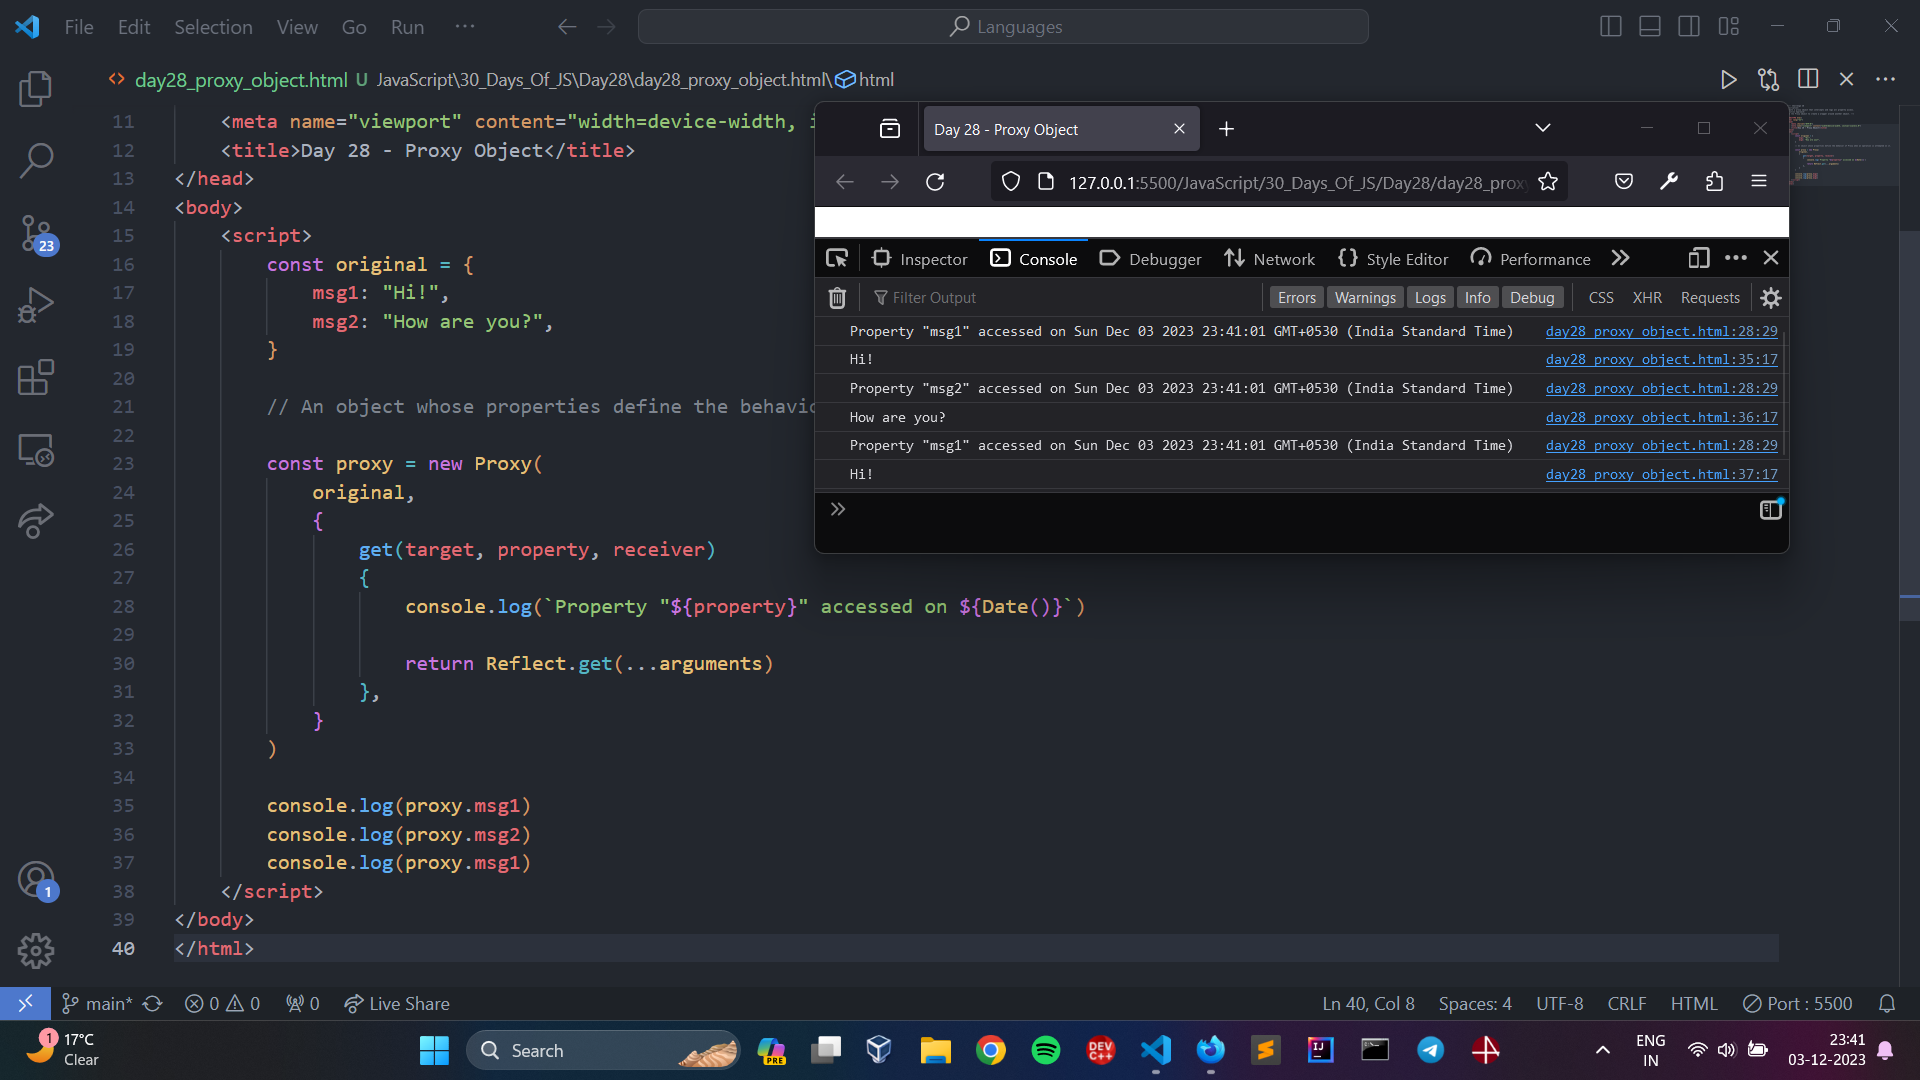 File Edit Selection View Go Run ··· Languages
day28_proxy_object.html U JavaScript\30_Days_Of_JS\Day28\day28_proxy_object.html\html
11 <meta name="viewport" content="width=device-width, i
12 <title>Day 28 - Proxy Object</title>
13 </head>
14 <body>
15 <script>
16 const original = {
17 msg1: "Hi!",
18 msg2: "How are you?",
19 }
20
21 // An object whose properties define the behavio
22
23 const proxy = new Proxy(
24 original,
25 {
26 get(target, property, receiver)
27 {
28 console.log(`Property "${property}" accessed on ${Date()}`)
29
30 return Reflect.get(...arguments)
31 },
32 }
33 )
34
35 console.log(proxy.msg1)
36 console.log(proxy.msg2)
37 console.log(proxy.msg1)
38 </script>
39 </body>
40 </html>
Day 28 - Proxy Object
127.0.0.1:5500/JavaScript/30_Days_Of_JS/Day28/day28_proxy
Inspector Console Debugger Network Style Editor Performance
Filter Output Errors Warnings Logs Info Debug CSS XHR Requests
Property "msg1" accessed on Sun Dec 03 2023 23:41:01 GMT+0530 (India Standard Time) day28_proxy_object.html:28:29
Hi! day28_proxy_object.html:35:17
Property "msg2" accessed on Sun Dec 03 2023 23:41:01 GMT+0530 (India Standard Time) day28_proxy_object.html:28:29
How are you? day28_proxy_object.html:36:17
Property "msg1" accessed on Sun Dec 03 2023 23:41:01 GMT+0530 (India Standard Time) day28_proxy_object.html:28:29
Hi! day28_proxy_object.html:37:17
23
1
main* 0 0 0 Live Share Ln 40, Col 8 Spaces: 4 UTF-8 CRLF HTML Port : 5500
1 17°C
Clear
Search
PRE
DEV C++
IJ
ENG
IN
23:41
03-12-2023